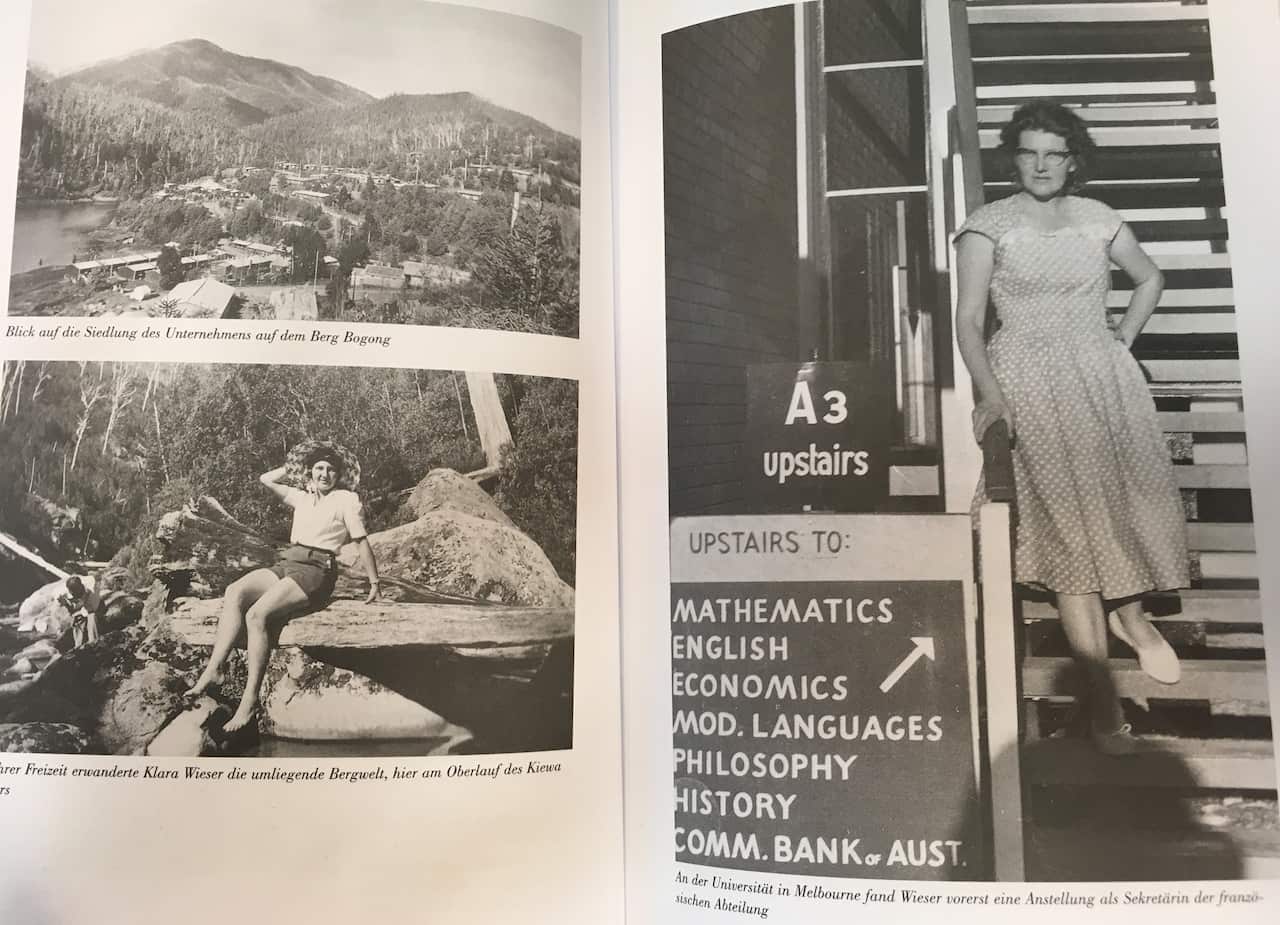 Blick auf die Siedlung des Unternehmens auf dem Berg Bogong
hrer Freizeit erwanderte Klara Wieser die umliegende Bergwelt, hier am Oberlauf des Kiewa
rs
A3
upstairs
UPSTAIRS TO:
MATHEMATICS
ENGLISH
ECONOMICS
MOD. LANGUAGES
PHILOSOPHY
HISTORY
COMM. BANK OF AUST.
An der Universität in Melbourne fand Wieser vorerst eine Anstellung als Sekretärin der franzö-
sischen Abteilung